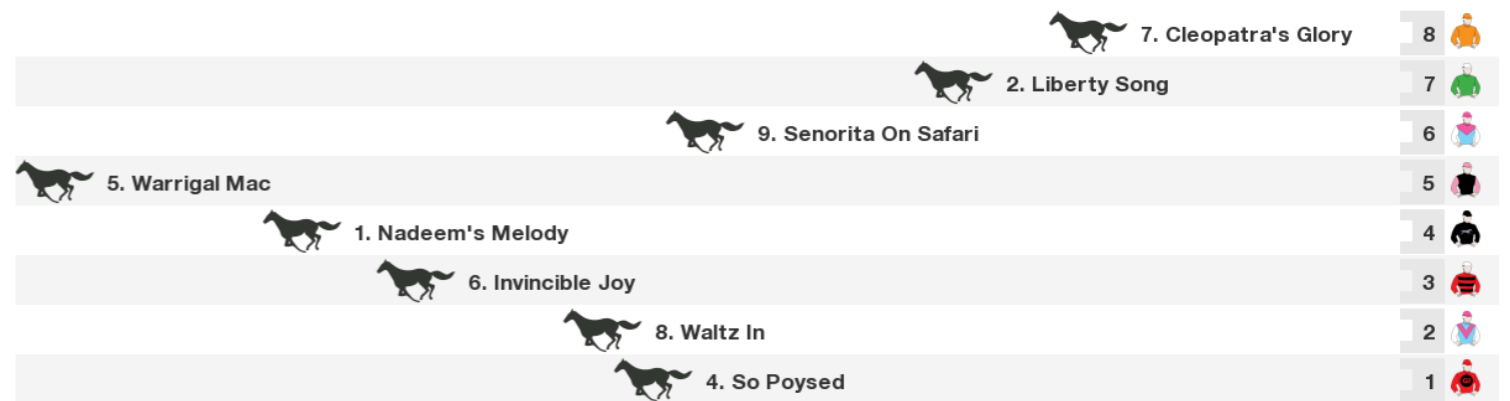 7. Cleopatra's Glory 8
2. Liberty Song 7
9. Senorita On Safari 6
5. Warrigal Mac 5
1. Nadeem's Melody 4
6. Invincible Joy 3
8. Waltz In 2
4. So Poysed 1